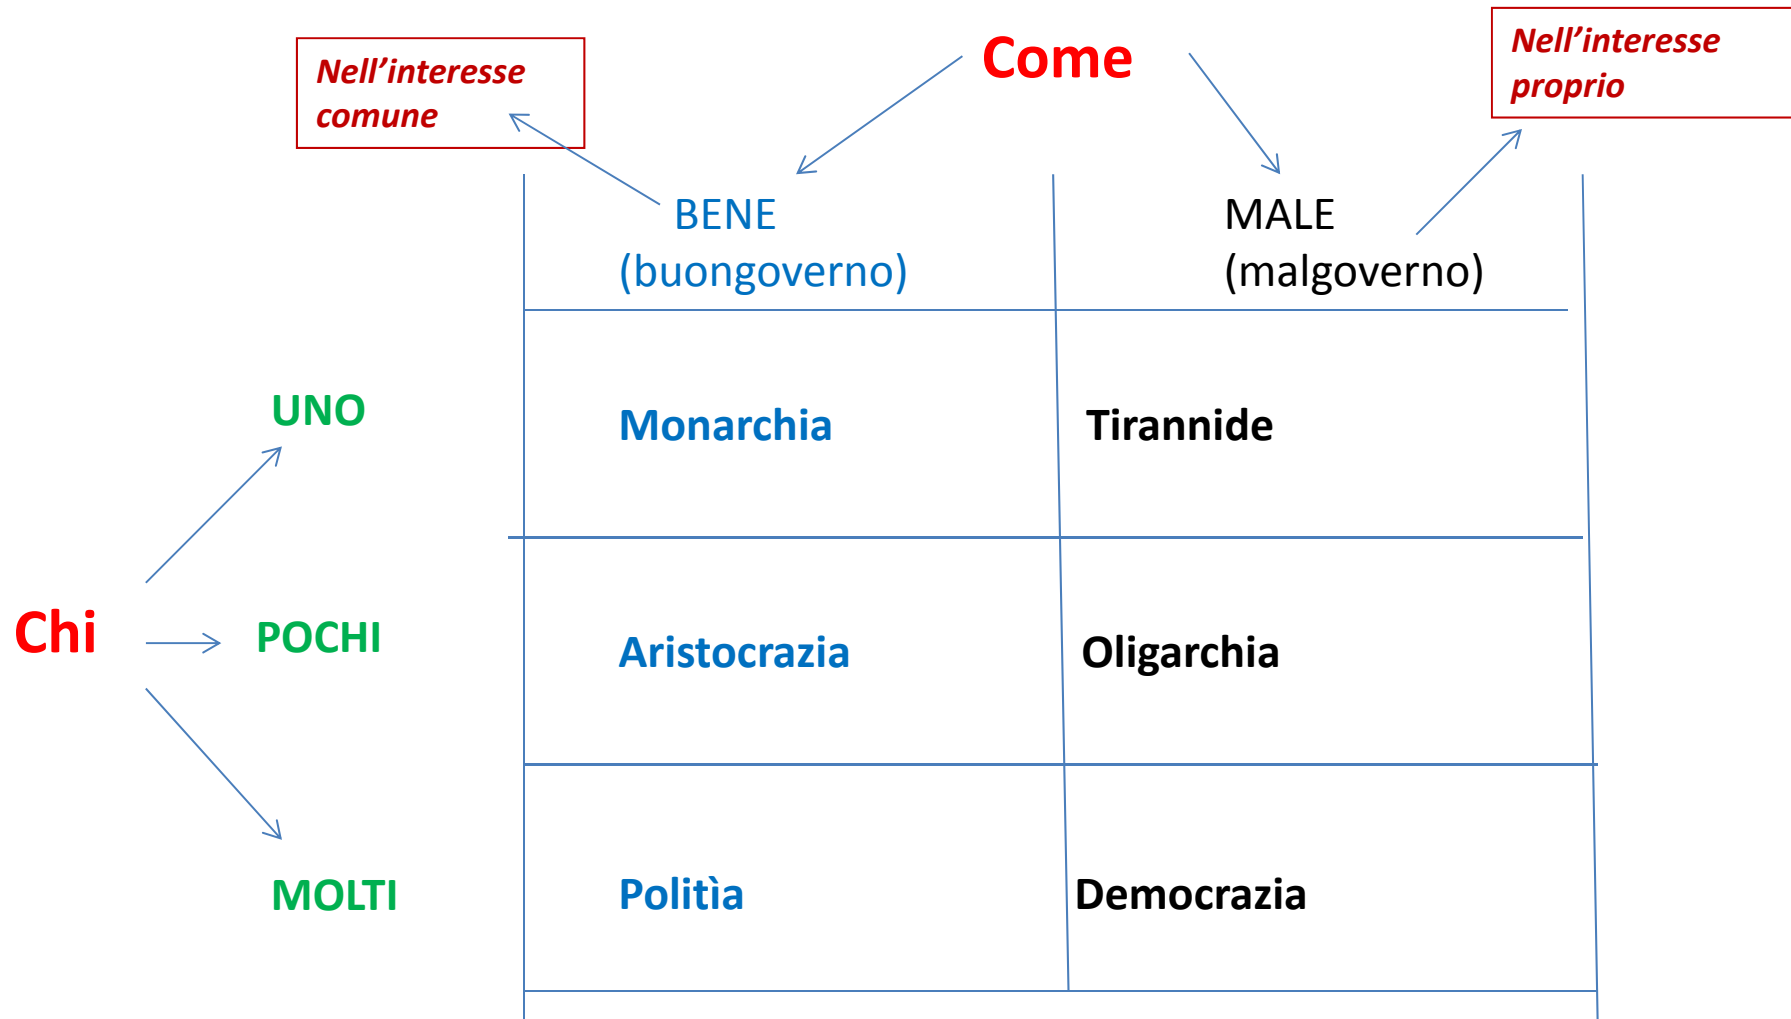 Nell’interesse
comune
Come
Nell’interesse
proprio
BENE
(buongoverno)
MALE
(malgoverno)
UNO
Monarchia
Tirannide
Chi
POCHI
Aristocrazia
Oligarchia
MOLTI
Politìa
Democrazia